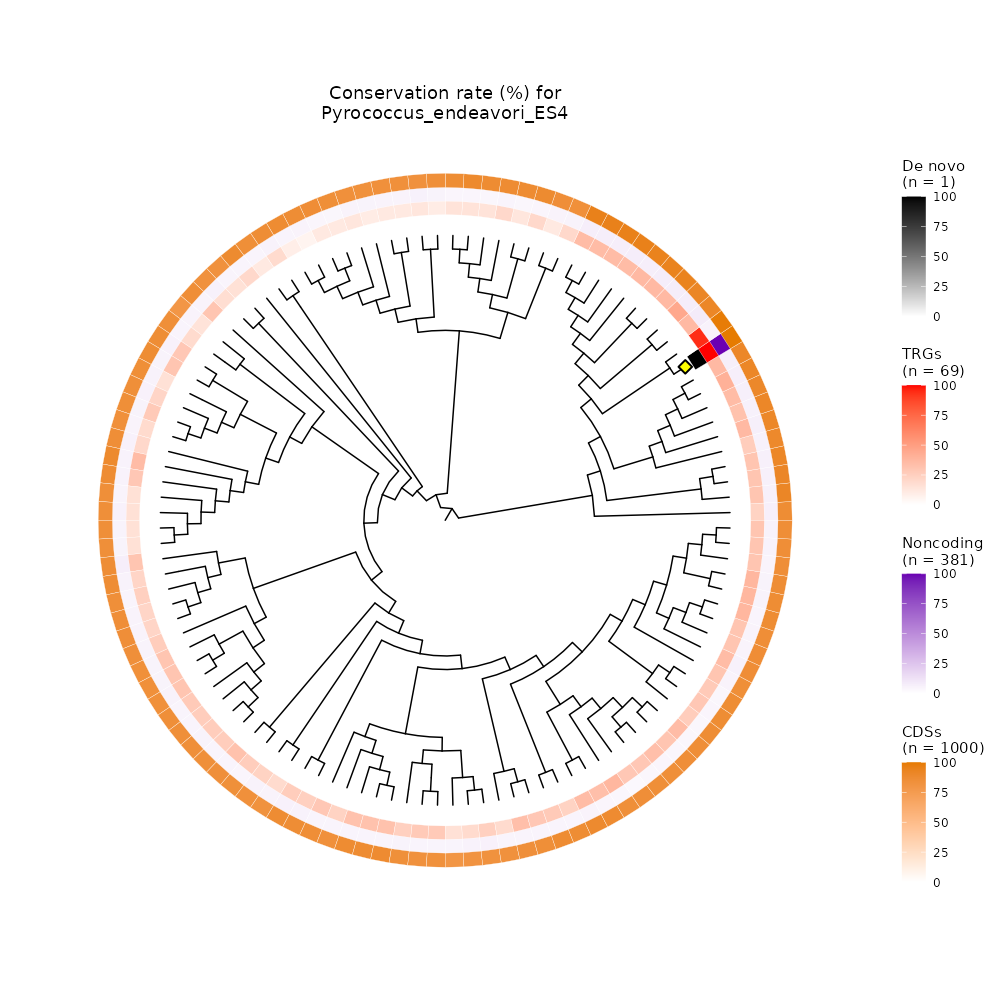 Conservation rate (%) for
Pyrococcus_endeavori_ES4
De novo
(n = 1)
100
75
50
25
0
TRGs
(n = 69)
100
75
50
25
0
Noncoding
(n = 381)
100
75
50
25
0
CDSs
(n = 1000)
100
75
50
25
0